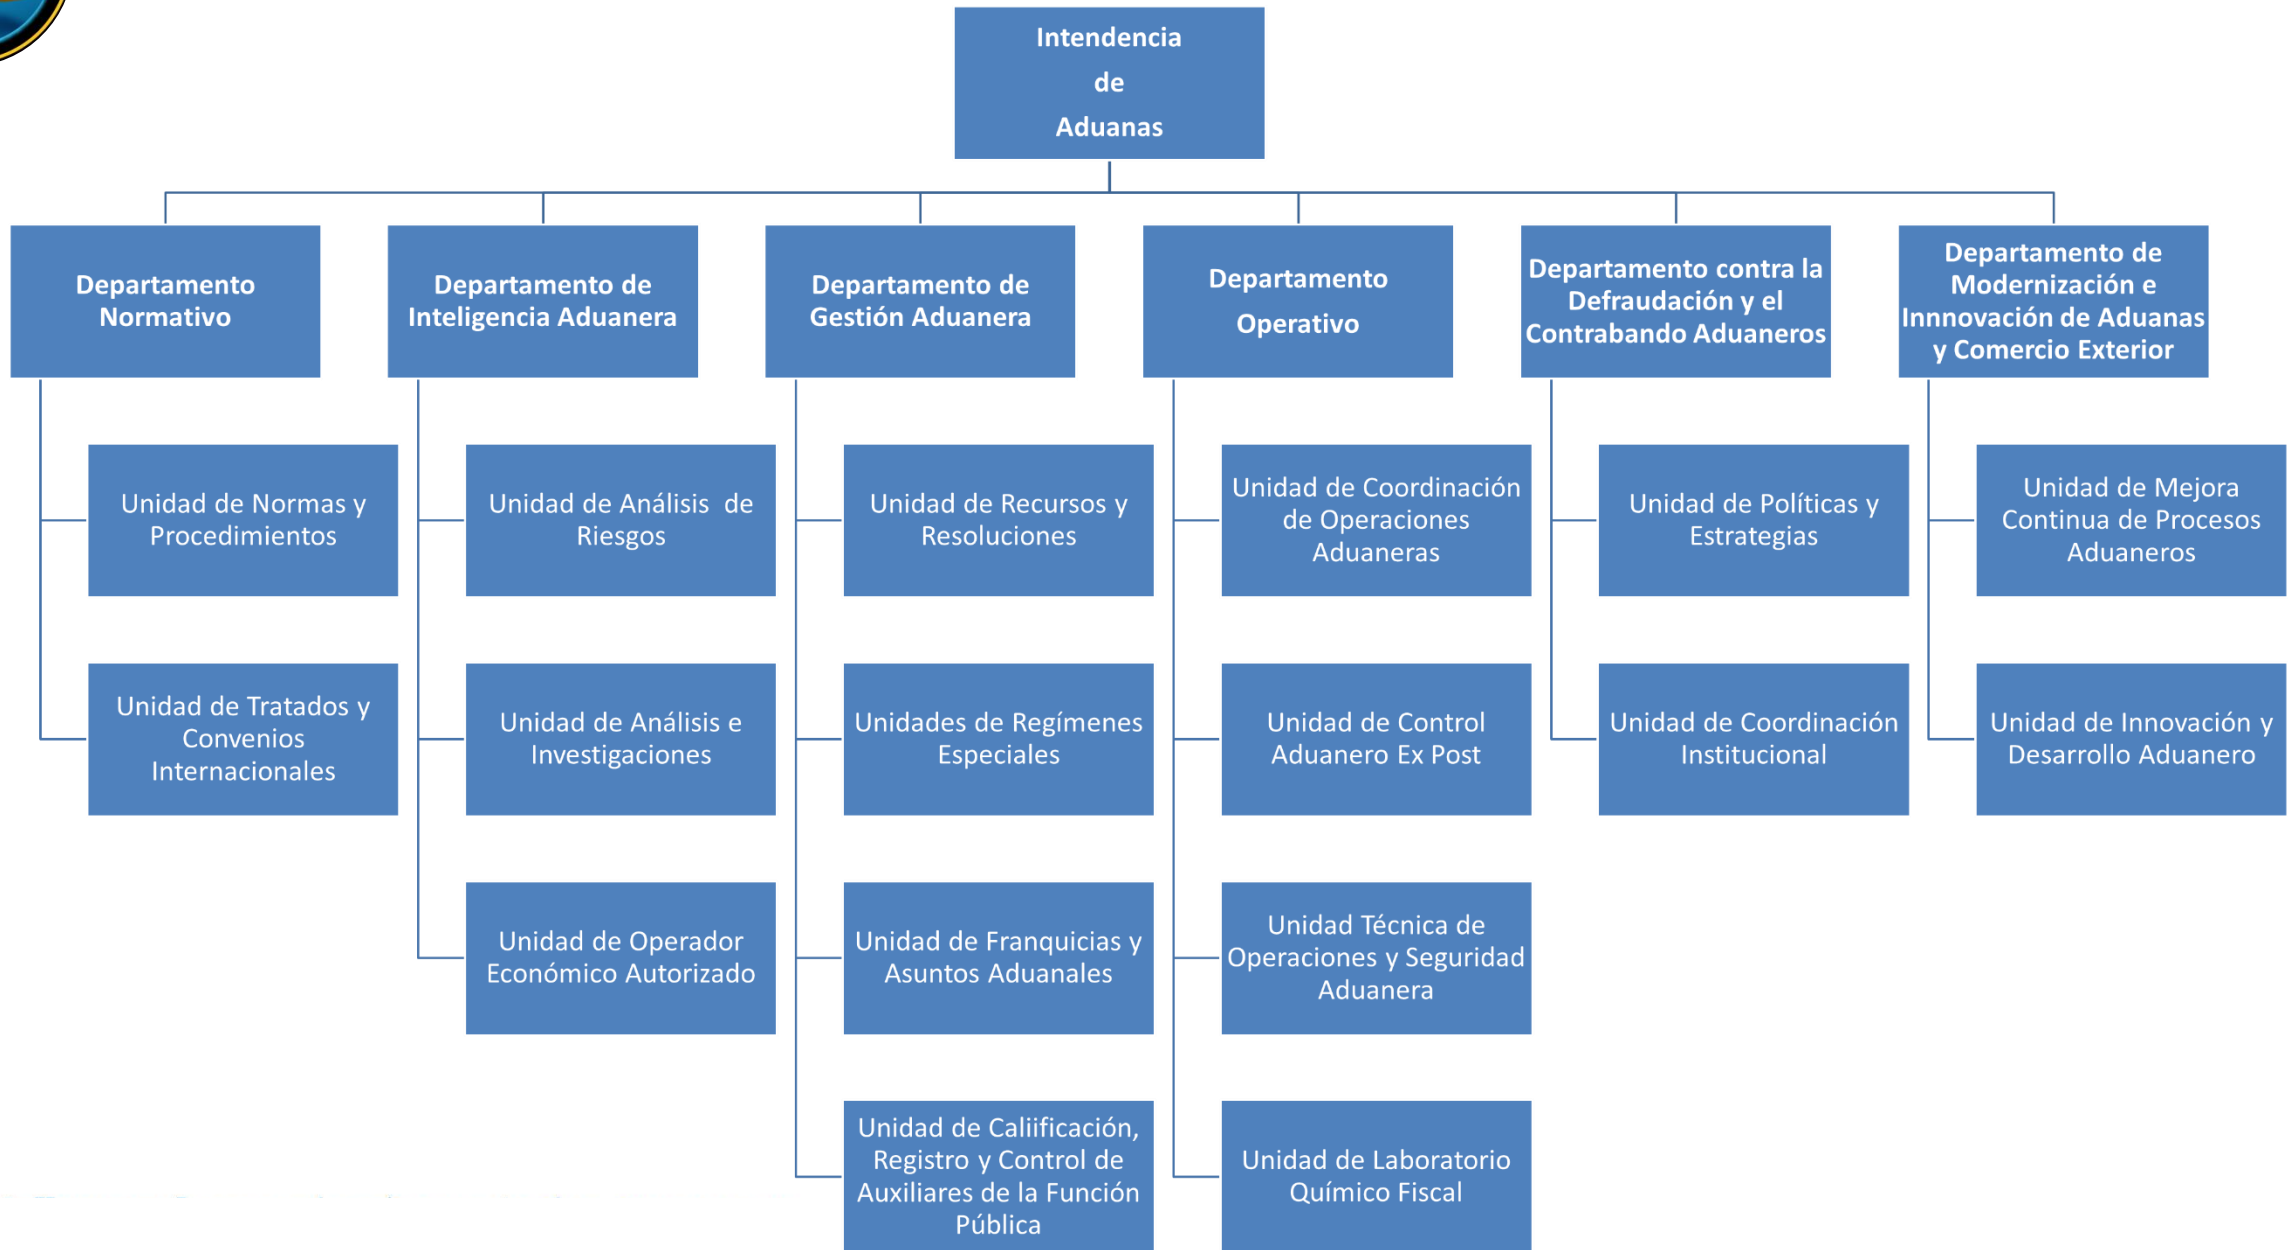 Intendencia
de
Aduanas
Departamento
Normativo
Departamento de
Inteligencia Aduanera
Departamento de
Gestión Aduanera
Departamento
Operativo
Departamento contra la
Defraudación y el
Contrabando Aduaneros
Departamento de
Modernización e
Innnovación de Aduanas
y Comercio Exterior
Unidad de Normas y
Procedimientos
Unidad de Análisis  de
Riesgos
Unidad de Recursos y
Resoluciones
Unidad de Coordinación
de Operaciones
Aduaneras
Unidad de Políticas y
Estrategias
Unidad de Mejora
Continua de Procesos
Aduaneros
Unidad de Tratados y
Convenios
Internacionales
Unidad de Análisis e
Investigaciones
Unidades de Regímenes
Especiales
Unidad de Control
Aduanero Ex Post
Unidad de Coordinación
Institucional
Unidad de Innovación y
Desarrollo Aduanero
Unidad de Operador
Económico Autorizado
Unidad de Franquicias y
Asuntos Aduanales
Unidad Técnica de
Operaciones y Seguridad
Aduanera
Unidad de Caliificación,
Registro y Control de
Auxiliares de la Función
Pública
Unidad de Laboratorio
Químico Fiscal